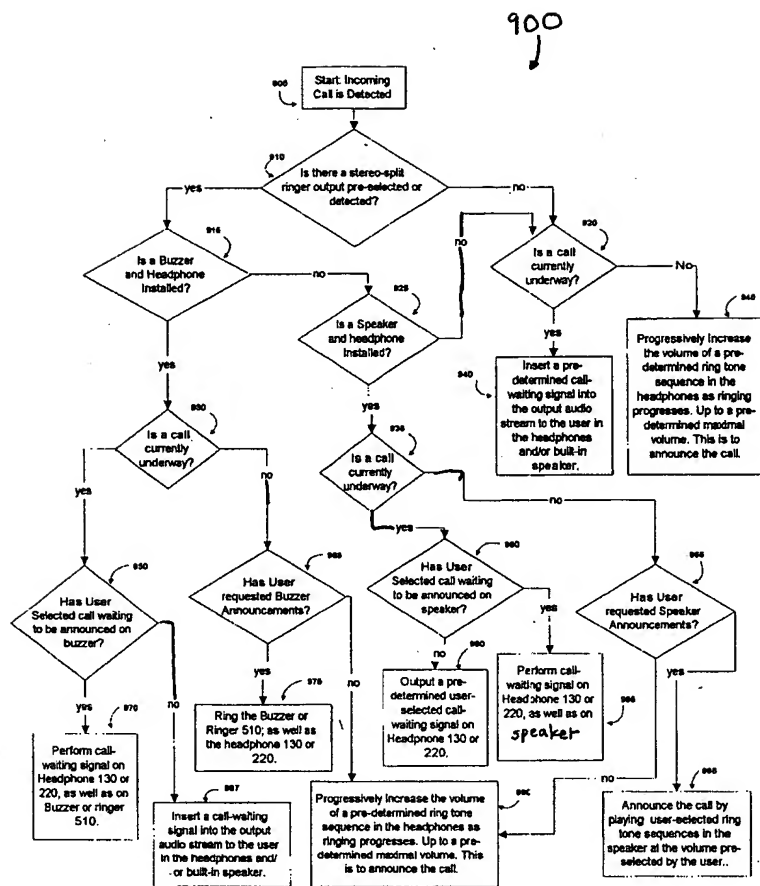 900
905
Start: Incoming
Call is Detected
910
Is there a stereo-split
ringer output pre-selected or
detected?
yes
no
915
Is a Buzzer
and Headphone
Installed?
no
no
920
Is a call
currently
underway?
No
925
Is a Speaker
and headphone
Installed?
yes
940
Insert a pre-
determined call-
waiting signal into
the output audio
stream to the user
in the headphones
and/or built-in
speaker.
Progressively Increase
the volume of a pre-
determined ring tone
sequence in the
headphones as ringing
progresses. Up to a pre-
determined maximal
volume. This is to
announce the call.
yes
930
Is a call
currently
underway?
yes
935
Is a call
currently
underway?
yes
no
yes
no
950
Has User
Selected call waiting
to be announced on
buzzer?
Has User
requested Buzzer
Announcements?
Has User
Selected call waiting
to be announced on
speaker?
Has User
requested Speaker
Announcements?
yes
970
Perform call-
waiting signal on
Headphone 130 or
220, as well as on
Buzzer or ringer
510.
yes
975
Ring the Buzzer or
Ringer 510; as well as
the headphone 130 or
220.
no
no
Output a pre-
determined user-
selected call-
waiting signal on
Headphone 130 or
220.
yes
Perform call-
waiting signal on
Headphone 130 or
220, as well as on
speaker
yes
no
Insert a call-waiting
signal into the output
audio stream to the user
in the headphones and/
or built-in speaker.
Progressively Increase the volume
of a pre-determined ring tone
sequence in the headphones as
ringing progresses. Up to a pre-
determined maximal volume. This
is to announce the call.
Announce the call by
playing user-selected ring
tone sequences in the
speaker at the volume
pre-selected by the user..